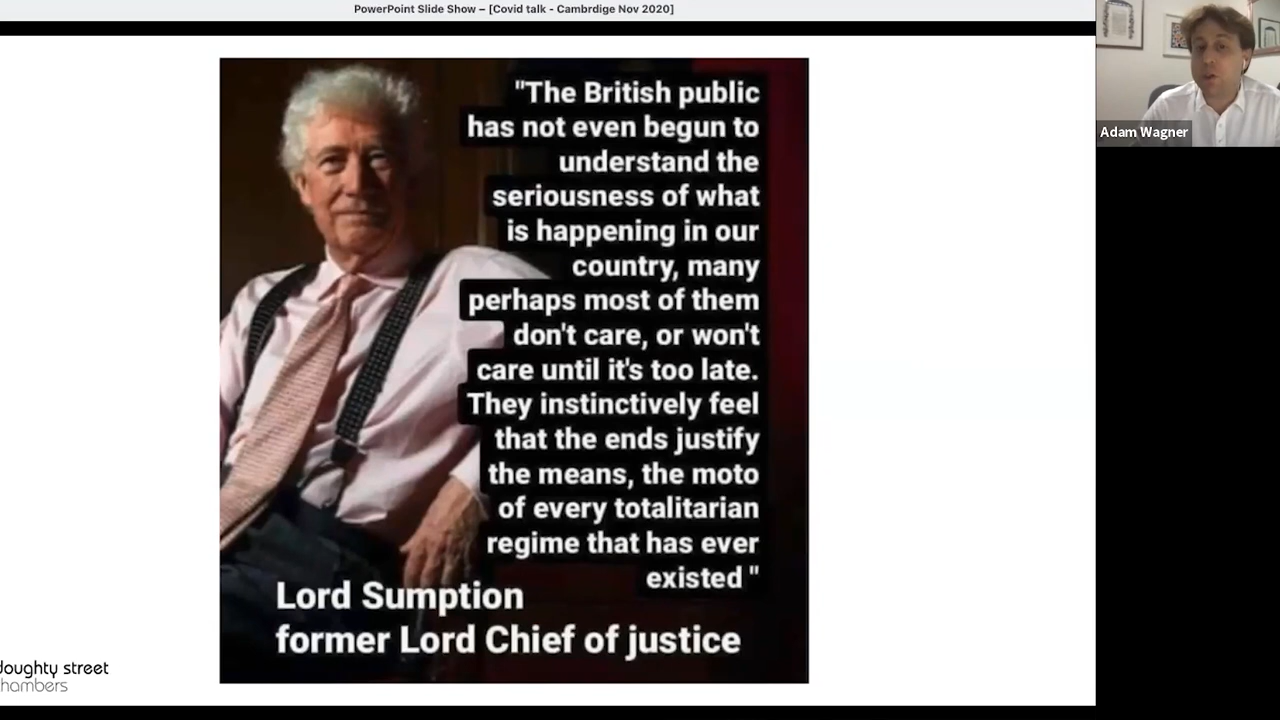 PowerPoint Slide Show – [Covid talk - Cambrdige Nov 2020]
Adam Wagner
"The British public
has not even begun to
understand the
seriousness of what
is happening in our
country, many
perhaps most of them
don't care, or won't
care until it's too late.
They instinctively feel
that the ends justify
the means, the moto
of every totalitarian
regime that has ever
existed "
Lord Sumption
former Lord Chief of justice
doughty street
chambers